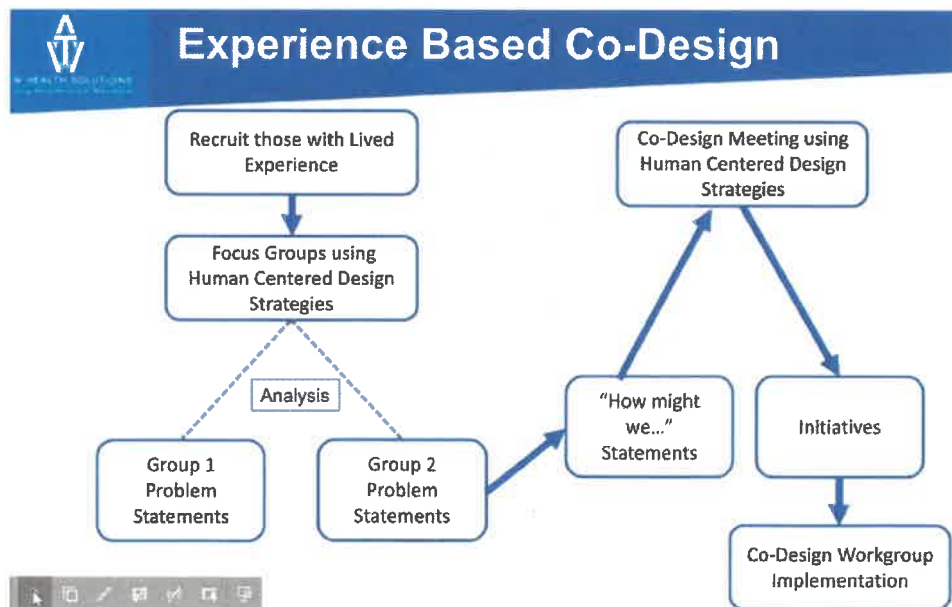 Experience Based Co-Design
HEALTH SOLUTIONS
Recruit those with Lived
Experience
Focus Groups using
Human Centered Design
Strategies
Analysis
Group 1
Problem
Statements
Group 2
Problem
Statements
"How might
we..."
Statements
Co-Design Meeting using
Human Centered Design
Strategies
Initiatives
Co-Design Workgroup
Implementation